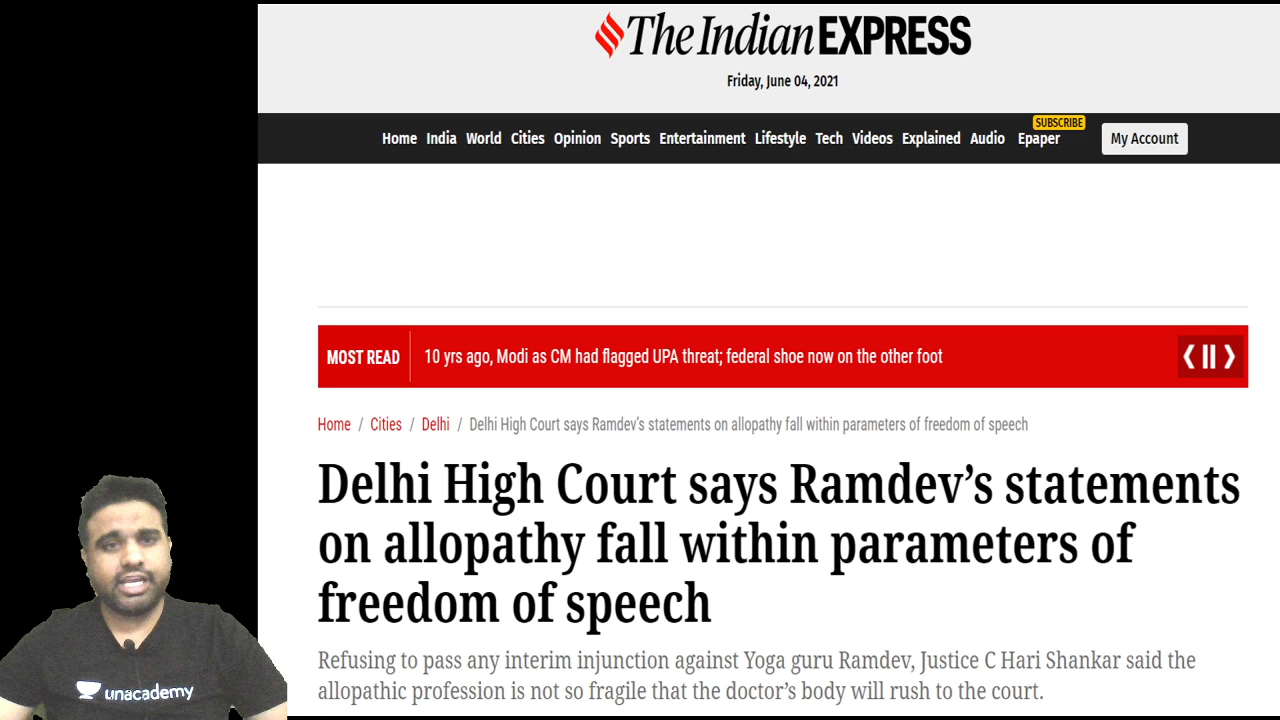 The Indian EXPRESS
Friday, June 04, 2021
SUBSCRIBE
Home India World Cities Opinion Sports Entertainment Lifestyle Tech Videos Explained Audio Epaper My Account
MOST READ 10 yrs ago, Modi as CM had flagged UPA threat; federal shoe now on the other foot
Home / Cities / Delhi / Delhi High Court says Ramdev’s statements on allopathy fall within parameters of freedom of speech
Delhi High Court says Ramdev’s statements
on allopathy fall within parameters of
freedom of speech
Refusing to pass any interim injunction against Yoga guru Ramdev, Justice C Hari Shankar said the
allopathic profession is not so fragile that the doctor’s body will rush to the court.
unacademy